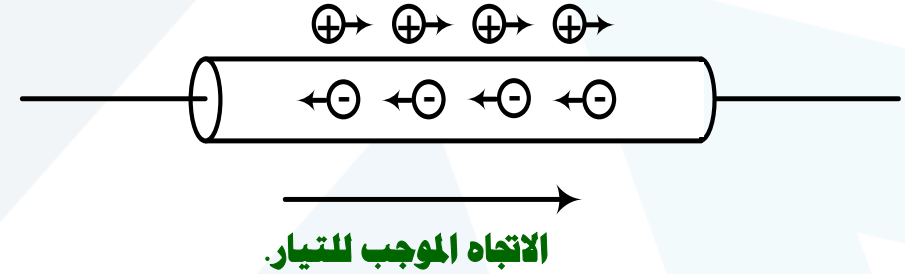 + + + +
- - - -
الاتجاه الموجب للتيار.